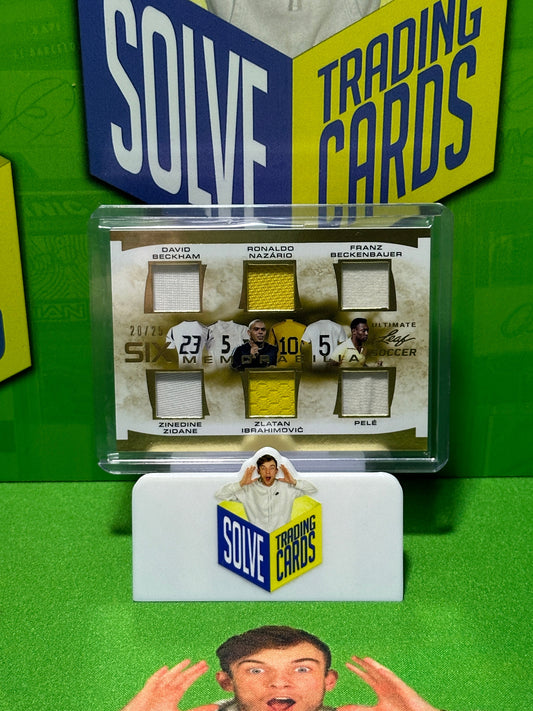 SOLVE
TRADING
CARDS
DAVID
BECKHAM
RONALDO
NAZÁRIO
FRANZ
BECKENBAUER
20/25
SIX
MEMORABILIA
23
5
10
5
ULTIMATE
Leaf
SOCCER
ZINEDINE
ZIDANE
ZLATAN
IBRAHIMOVIĆ
PELÉ
SOLVE
TRADING
CARDS